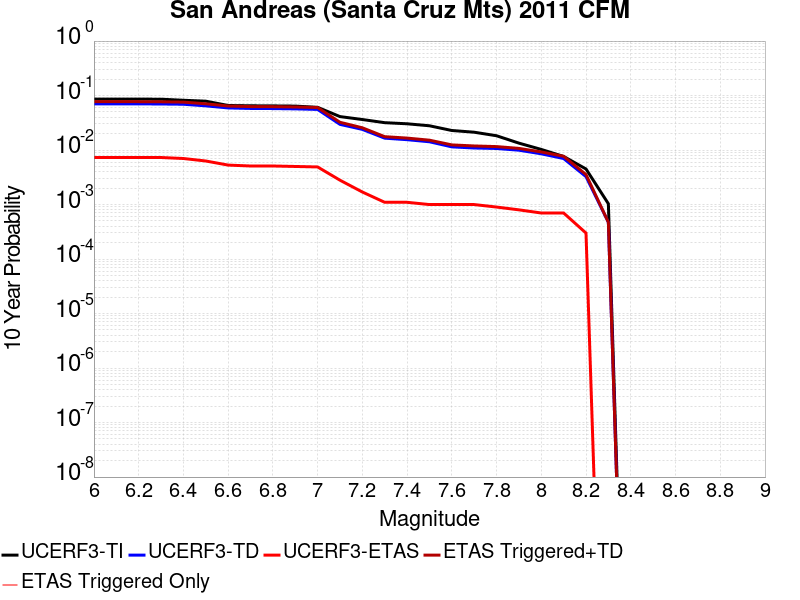 San Andreas (Santa Cruz Mts) 2011 CFM
10 0
10 -1
10 -2
10 -3
10 -4
10 -5
10 -6
10 -7
10 -8
10 Year Probability
6 6.2 6.4 6.6 6.8 7 7.2 7.4 7.6 7.8 8 8.2 8.4 8.6 8.8 9
Magnitude
UCERF3-TI UCERF3-TD UCERF3-ETAS ETAS Triggered+TD
ETAS Triggered Only